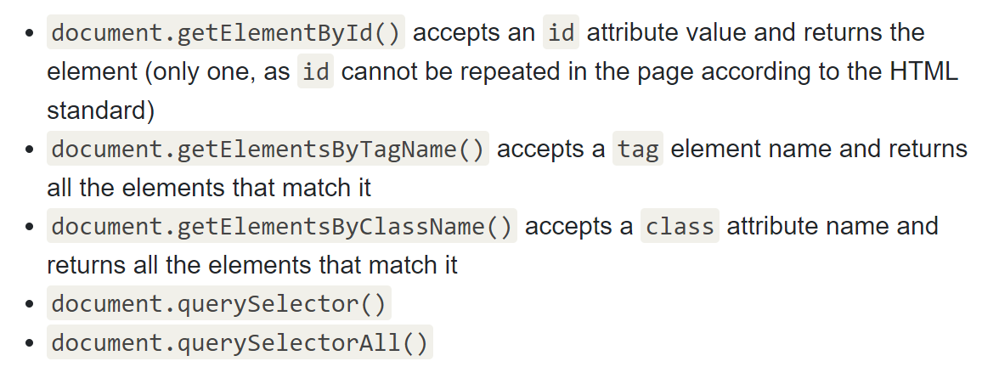 • document.getElementById() accepts an id attribute value and returns the
element (only one, as id cannot be repeated in the page according to the HTML
standard)
• document.getElementsByTagName() accepts a tag element name and returns
all the elements that match it
• document.getElementsByClassName() accepts a class attribute name and
returns all the elements that match it
• document.querySelector()
• document.querySelectorAll()